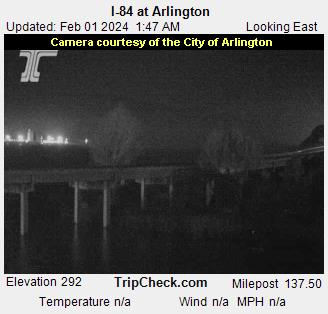 I-84 at Arlington
Updated: Feb 01 2024 1:47 AM Looking East
Camera courtesy of the City of Arlington
Elevation 292 TripCheck.com Milepost 137.50
Temperature n/a Wind n/a MPH n/a